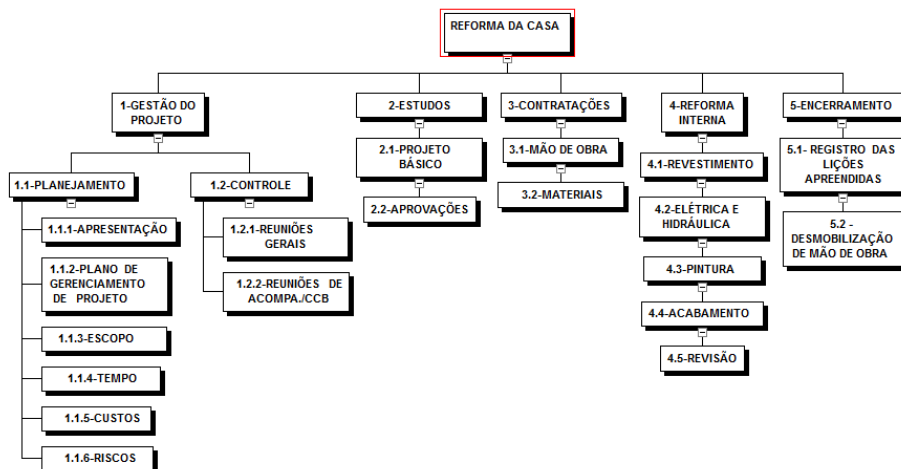 REFORMA DA CASA
1-GESTÃO DO
PROJETO
2-ESTUDOS
3-CONTRATAÇÕES
4-REFORMA
INTERNA
5-ENCERRAMENTO
1.1-PLANEJAMENTO
1.1.1-APRESENTAÇÃO
1.1.2-PLANO DE
GERENCIAMENTO
DE PROJETO
1.1.3-ESCOPO
1.1.4-TEMPO
1.1.5-CUSTOS
1.1.6-RISCOS
1.2-CONTROLE
1.2.1-REUNIÕES
GERAIS
1.2.2-REUNIÕES DE
ACOMPA./CCB
2.1-PROJETO
BÁSICO
2.2-APROVAÇÕES
3.1-MÃO DE OBRA
3.2-MATERIAIS
4.1-REVESTIMENTO
4.2-ELÉTRICA E
HIDRÁULICA
4.3-PINTURA
4.4-ACABAMENTO
4.5-REVISÃO
5.1- REGISTRO DAS
LIÇÕES
APREENDIDAS
5.2 -
DESMOBILIZAÇÃO
DE MÃO DE OBRA